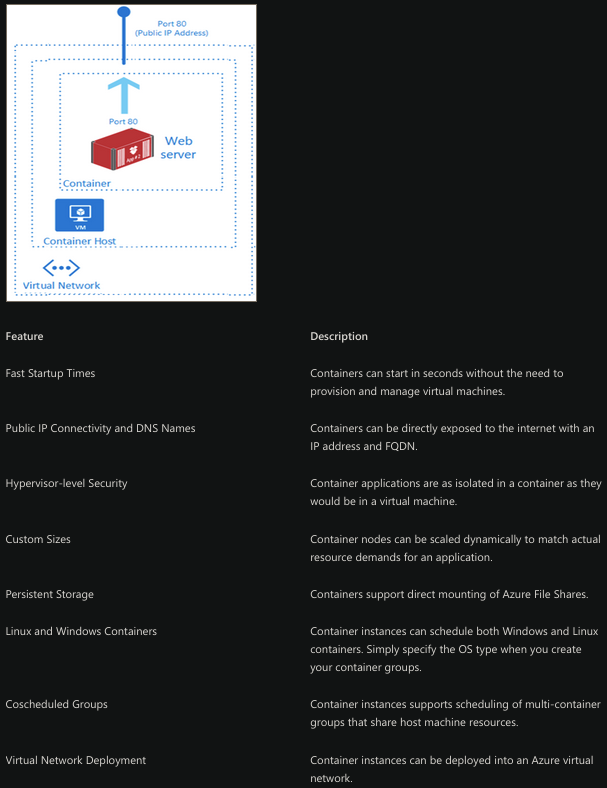 Port 80
(Public IP Address)
Port 80
Web
server
App # 2
Container
VM
Container Host
Virtual Network
Feature
Description
Fast Startup Times
Containers can start in seconds without the need to
provision and manage virtual machines.
Public IP Connectivity and DNS Names
Containers can be directly exposed to the internet with an
IP address and FQDN.
Hypervisor-level Security
Container applications are as isolated in a container as they
would be in a virtual machine.
Custom Sizes
Container nodes can be scaled dynamically to match actual
resource demands for an application.
Persistent Storage
Containers support direct mounting of Azure File Shares.
Linux and Windows Containers
Container instances can schedule both Windows and Linux
containers. Simply specify the OS type when you create
your container groups.
Coscheduled Groups
Container instances supports scheduling of multi-container
groups that share host machine resources.
Virtual Network Deployment
Container instances can be deployed into an Azure virtual
network.